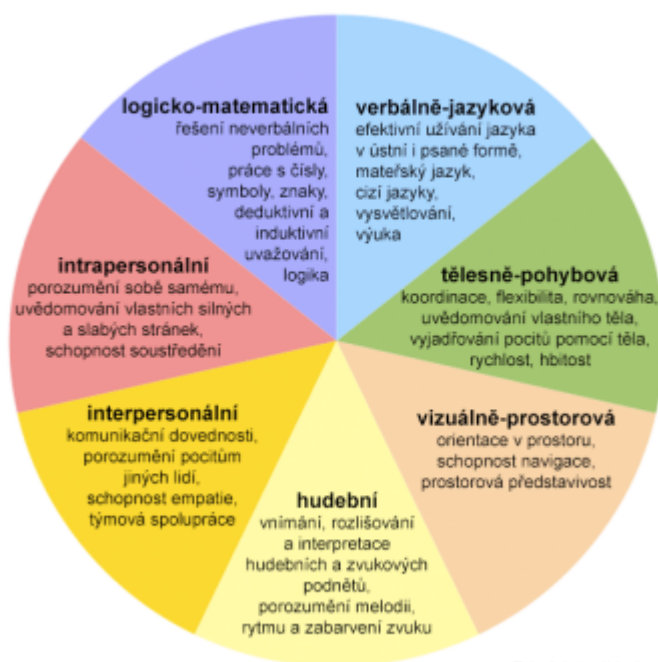 logicko-matematická
řešení neverbálních
problémů,
práce s čísly,
symboly, znaky,
deduktivní a
induktivní
uvažování,
logika
verbálně-jazyková
efektivní užívání jazyka
v ústní i psané formě,
mateřský jazyk,
cizí jazyky,
vysvětlování,
výuka
tělesně-pohybová
koordinace, flexibilita, rovnováha,
uvědomování vlastního těla,
vyjadřování pocitů pomocí těla,
rychlost, hbitost
vizuálně-prostorová
orientace v prostoru,
schopnost navigace,
prostorová představivost
hudební
vnímání, rozlišování
a interpretace
hudebních a zvukových
podnětů,
porozumění melodii,
rytmu a zabarvení zvuku
interpersonální
komunikační dovednosti,
porozumění pocitům
jiných lidí,
schopnost empatie,
týmová spolupráce
intrapersonální
porozumění sobě samému,
uvědomování vlastních silných
a slabých stránek,
schopnost soustředění